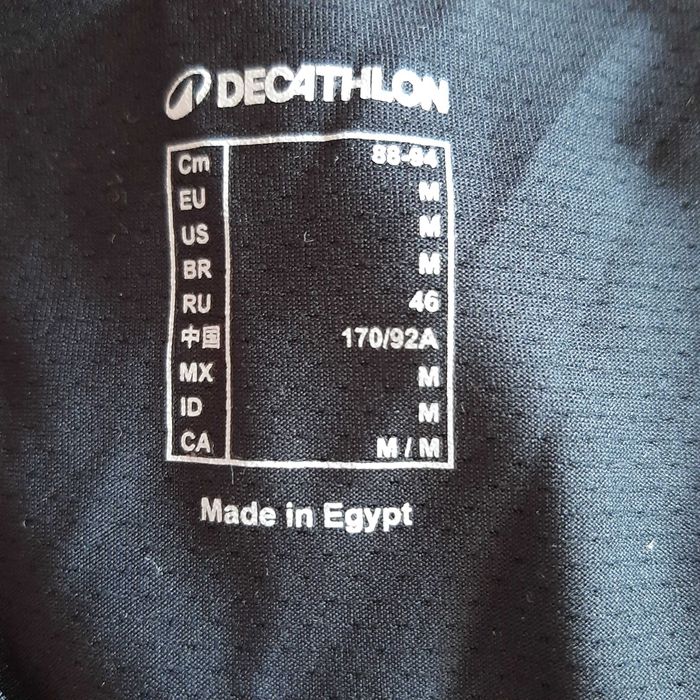 DECATHLON
Cm 88-94
EU M
US M
BR M
RU 46
中国 170/92A
MX M
ID M
CA M / M
Made in Egypt